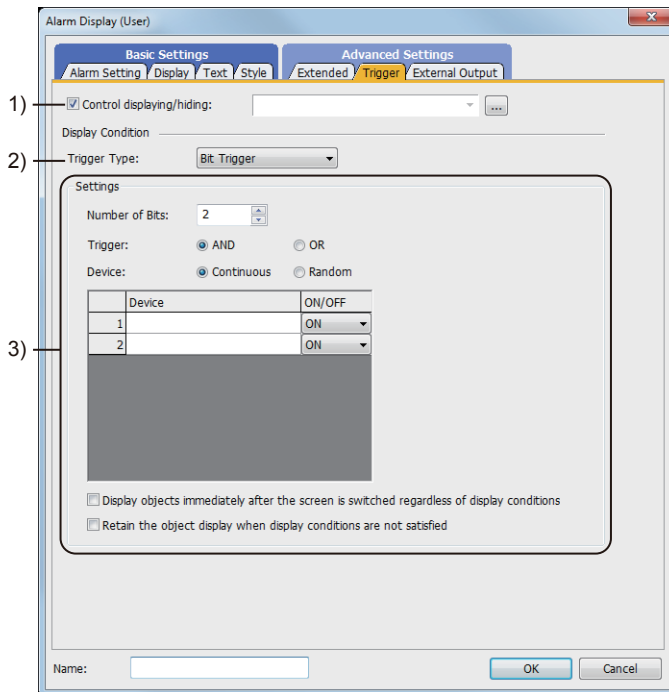 Alarm Display (User)
x
Basic Settings Advanced Settings
Alarm Setting Display Text Style Extended Trigger External Output
1) Control displaying/hiding: ...
Display Condition
2) Trigger Type: Bit Trigger
Settings
Number of Bits: 2
Trigger: AND OR
Device: Continuous Random
Device ON/OFF
1 ON
3) 2 ON
Display objects immediately after the screen is switched regardless of display conditions
Retain the object display when display conditions are not satisfied
Name: OK Cancel